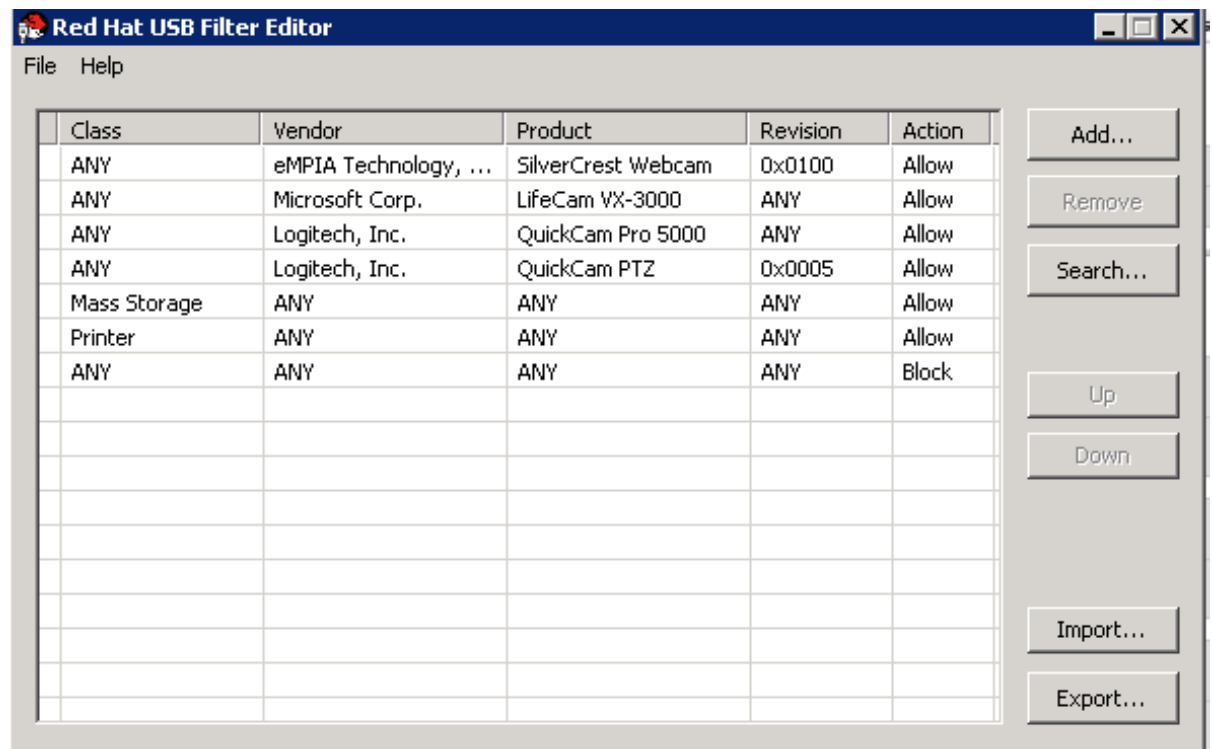 Red Hat USB Filter Editor
File Help
Class Vendor Product Revision Action
ANY eMPIA Technology, ... SilverCrest Webcam 0x0100 Allow
ANY Microsoft Corp. LifeCam VX-3000 ANY Allow
ANY Logitech, Inc. QuickCam Pro 5000 ANY Allow
ANY Logitech, Inc. QuickCam PTZ 0x0005 Allow
Mass Storage ANY ANY ANY Allow
Printer ANY ANY ANY Allow
ANY ANY ANY ANY Block
Add...
Remove
Search...
Up
Down
Import...
Export...